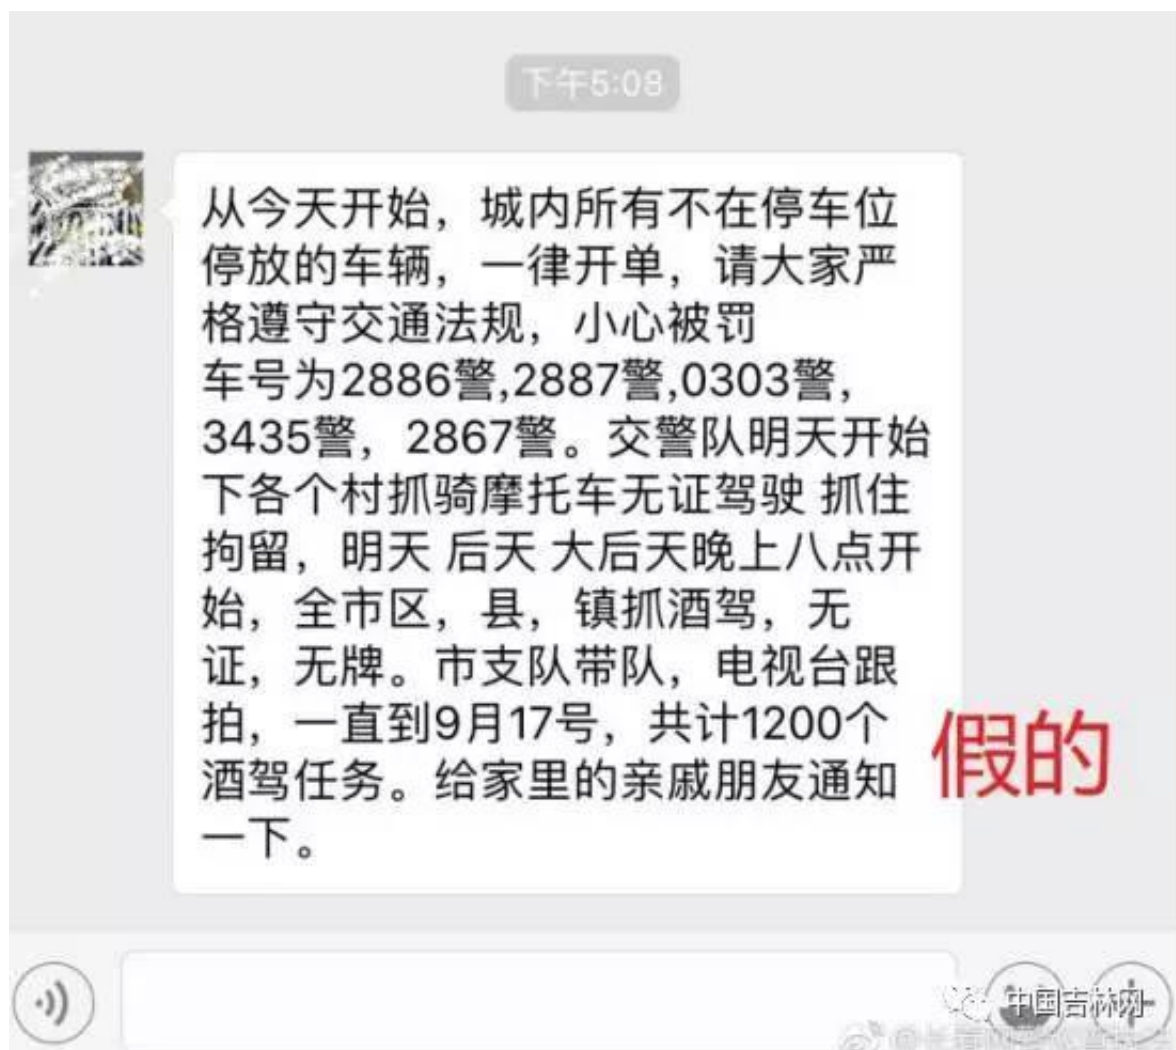 下午5:08
从今天开始，城内所有不在停车位
停放的车辆，一律开单，请大家严
格遵守交通法规，小心被罚
车号为2886警,2887警,0303警，
3435警，2867警。交警队明天开始
下各个村抓骑摩托车无证驾驶 抓住
拘留，明天 后天 大后天晚上八点开
始，全市区，县，镇抓酒驾，无
证，无牌。市支队带队，电视台跟
拍，一直到9月17号，共计1200个
酒驾任务。给家里的亲戚朋友通知
一下。
假的
中国吉林网